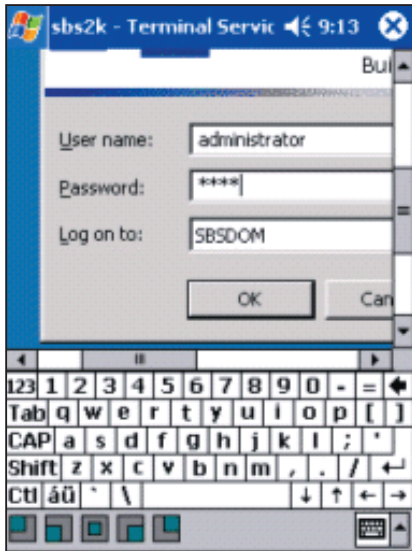 sbs2k - Terminal Servic 9:13
Bui
User name: administrator
Password: ****
Log on to: SBSDOM
OK Can
123 1 2 3 4 5 6 7 8 9 0 - =
Tab q w e r t y u i o p [ ]
CAP a s d f g h j k l ; '
Shift z x c v b n m , . /
Ctl áü ` \